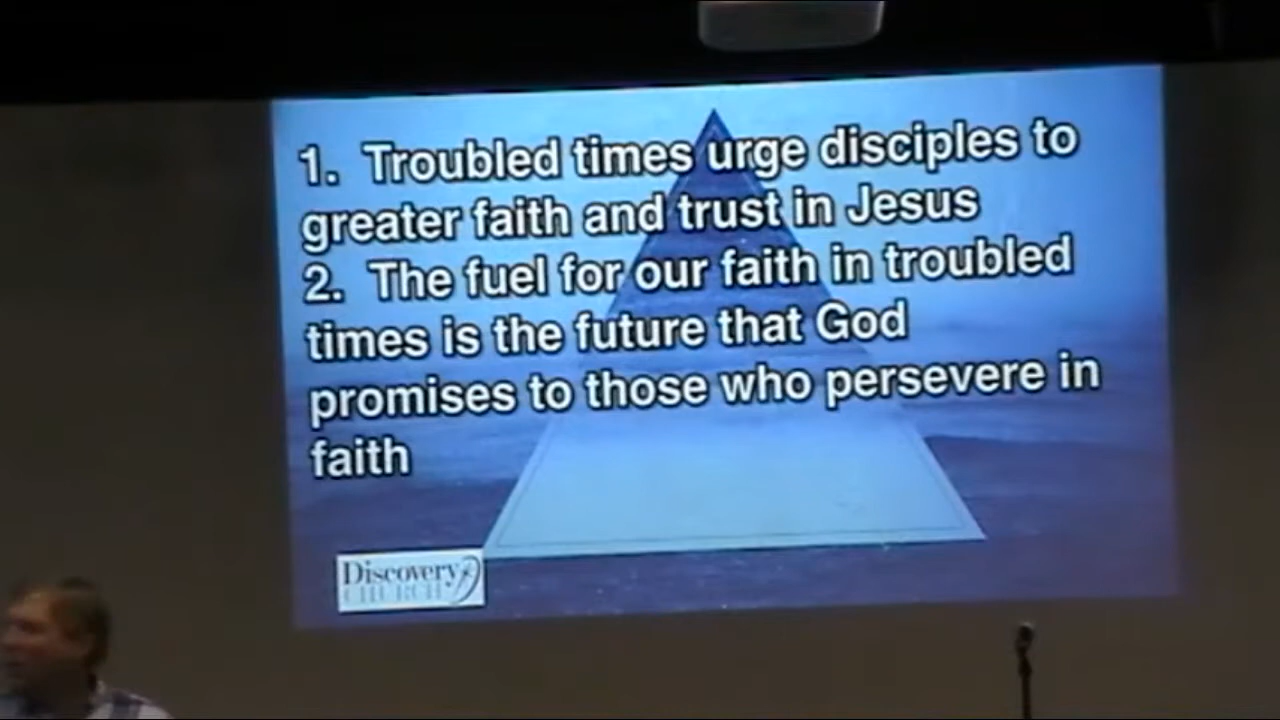 1. Troubled times urge disciples to
greater faith and trust in Jesus
2. The fuel for our faith in troubled
times is the future that God
promises to those who persevere in
faith
Discovery
CHURCH